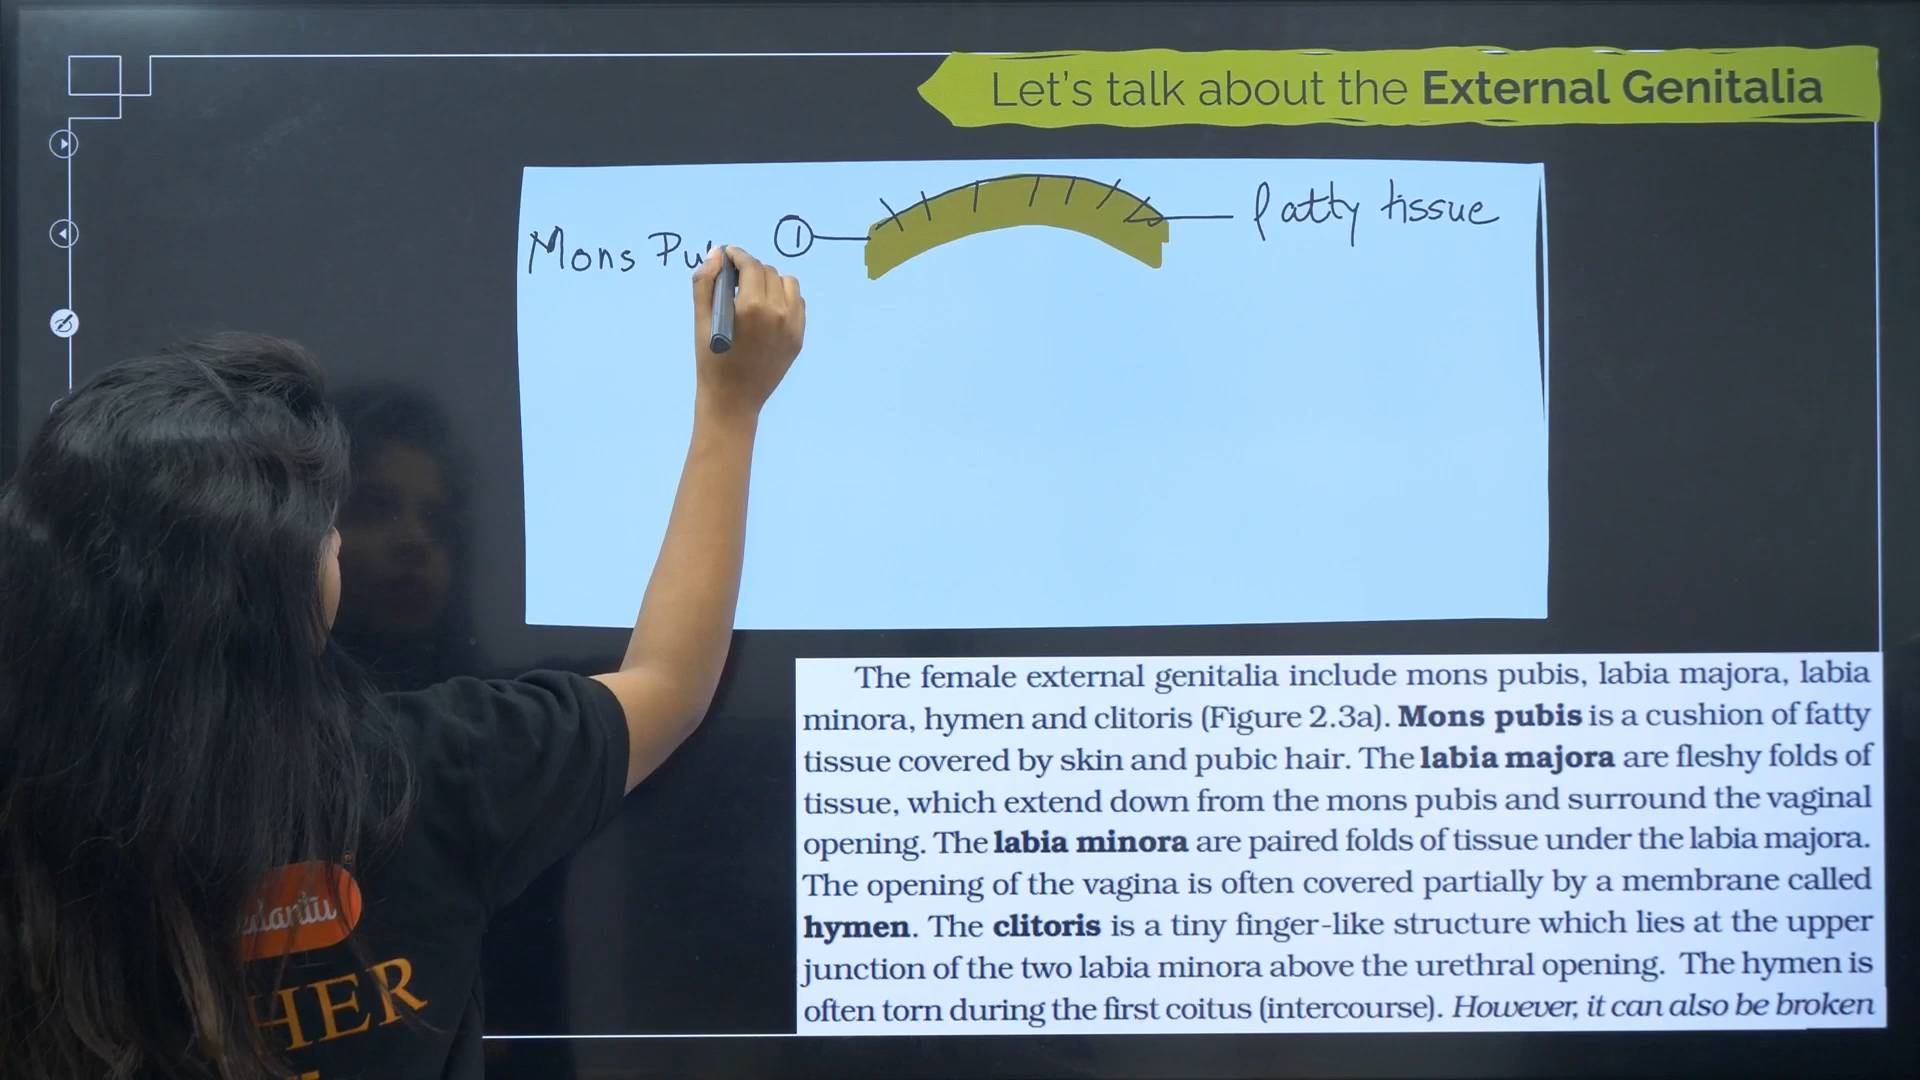 Let's talk about the External Genitalia
fatty tissue
Mons Pu
1
The female external genitalia include mons pubis, labia majora, labia
minora, hymen and clitoris (Figure 2.3a). Mons pubis is a cushion of fatty
tissue covered by skin and pubic hair. The labia majora are fleshy folds of
tissue, which extend down from the mons pubis and surround the vaginal
opening. The labia minora are paired folds of tissue under the labia majora.
The opening of the vagina is often covered partially by a membrane called
hymen. The clitoris is a tiny finger-like structure which lies at the upper
junction of the two labia minora above the urethral opening. The hymen is
often torn during the first coitus (intercourse). However, it can also be broken
edantu
HER